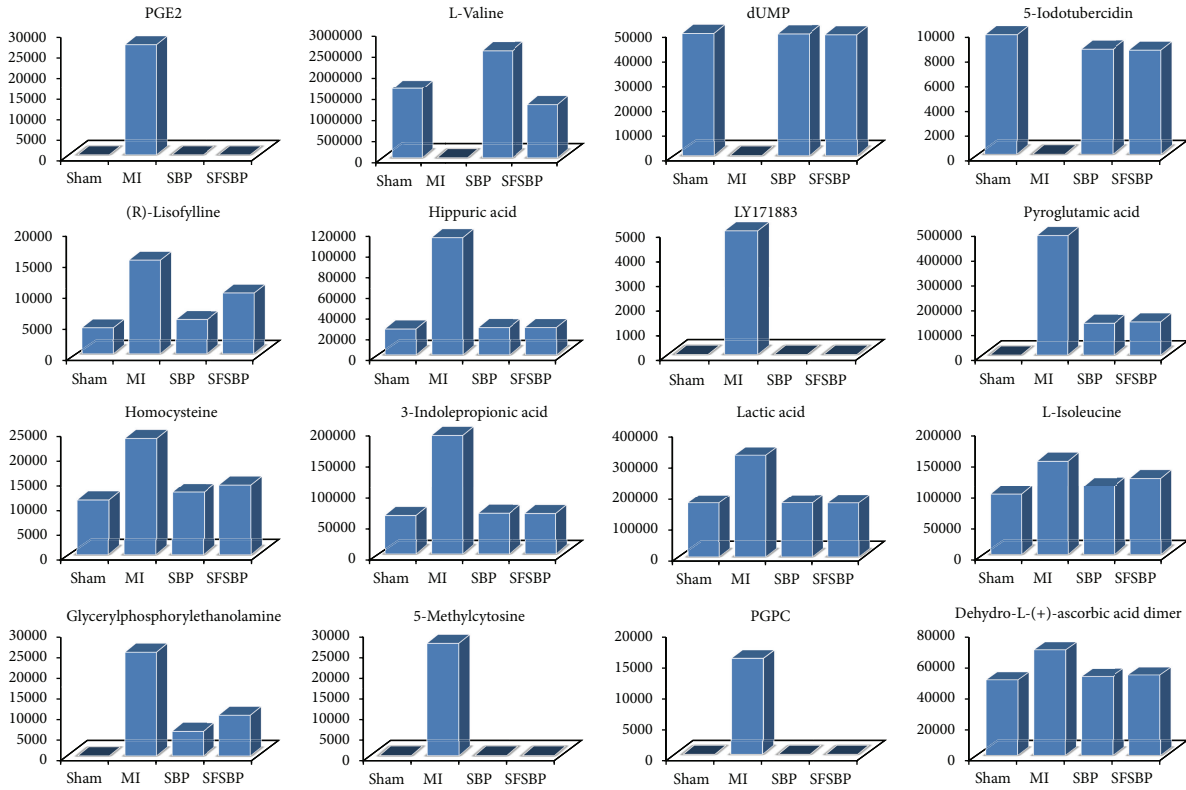 PGE2
30000
25000
20000
15000
10000
5000
0
Sham MI SBP SFSBP
L-Valine
3000000
2500000
2000000
1500000
1000000
500000
0
Sham MI SBP SFSBP
dUMP
50000
40000
30000
20000
10000
0
Sham MI SBP SFSBP
5-Iodotubercidin
10000
8000
6000
4000
2000
0
Sham MI SBP SFSBP
(R)-Lisofylline
20000
15000
10000
5000
0
Sham MI SBP SFSBP
Hippuric acid
120000
100000
80000
60000
40000
20000
0
Sham MI SBP SFSBP
LY171883
5000
4000
3000
2000
1000
0
Sham MI SBP SFSBP
Pyroglutamic acid
500000
400000
300000
200000
100000
0
Sham MI SBP SFSBP
Homocysteine
25000
20000
15000
10000
5000
0
Sham MI SBP SFSBP
3-Indolepropionic acid
200000
150000
100000
50000
0
Sham MI SBP SFSBP
Lactic acid
400000
300000
200000
100000
0
Sham MI SBP SFSBP
L-Isoleucine
200000
150000
100000
50000
0
Sham MI SBP SFSBP
Glycerylphosphorylethanolamine
30000
25000
20000
15000
10000
5000
0
Sham MI SBP SFSBP
5-Methylcytosine
30000
25000
20000
15000
10000
5000
0
Sham MI SBP SFSBP
PGPC
20000
15000
10000
5000
0
Sham MI SBP SFSBP
Dehydro-L-(+)-ascorbic acid dimer
80000
60000
40000
20000
0
Sham MI SBP SFSBP